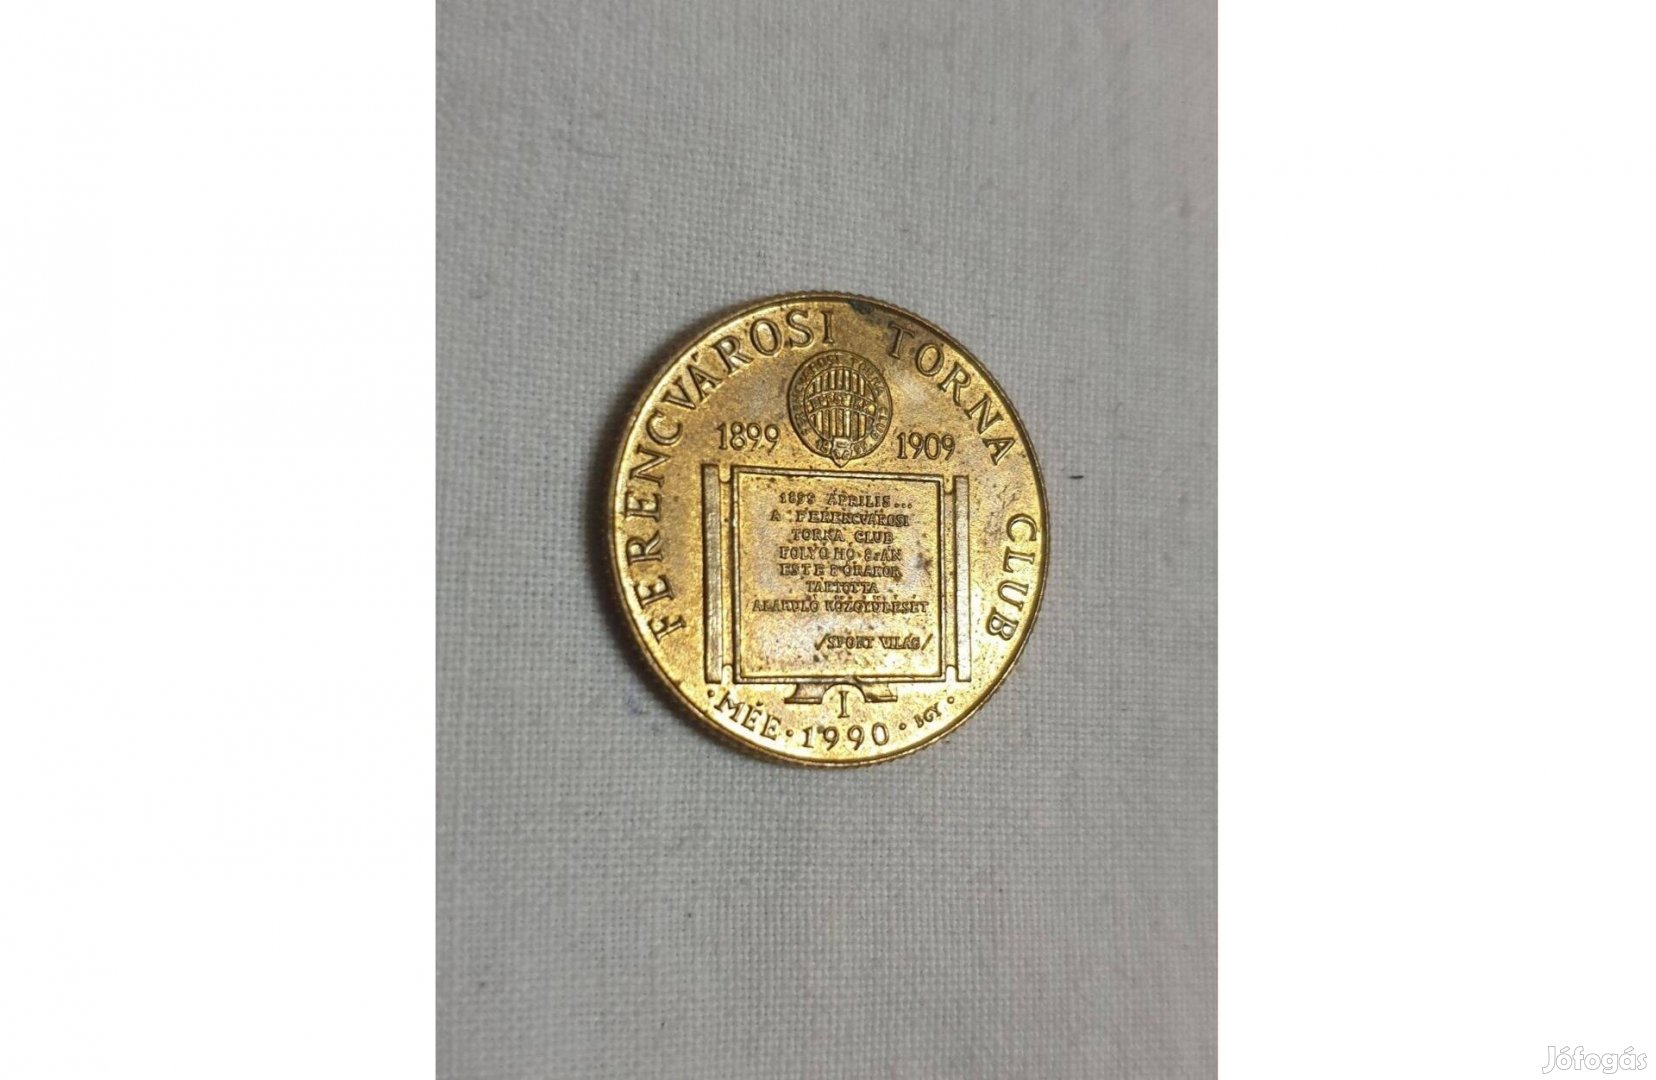 FERENCVÁROSI TORNA CLUB
1899 1909
1899 ÁPRILIS...
A FERENCVÁROSI
TORNA CLUB
FOLYÓ HÓ 8-ÁN
ESTE 8 ÓRAKOR
TARTOTTA
ALAKULÓ KÖZGYŰLÉSÉT
/SPORT VILÁG/
I
·MÉE·1990·BGY·
Jófogás